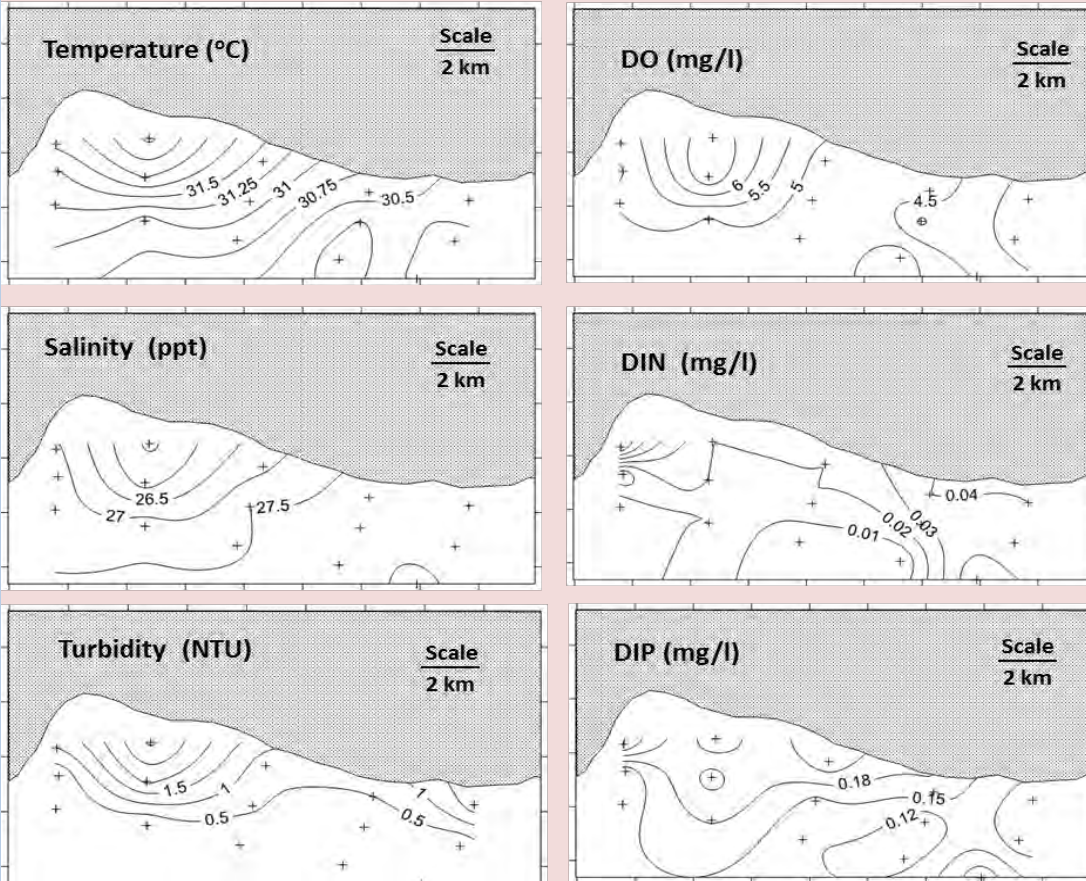 Temperature (°C)
Scale
2 km
31.5
31.25
31
30.75
30.5
DO (mg/l)
Scale
2 km
6
5.5
5
4.5
Salinity (ppt)
Scale
2 km
26.5
27
27.5
DIN (mg/l)
Scale
2 km
0.04
0.03
0.02
0.01
Turbidity (NTU)
Scale
2 km
1.5
1
0.5
1
0.5
DIP (mg/l)
Scale
2 km
0.18
0.15
0.12